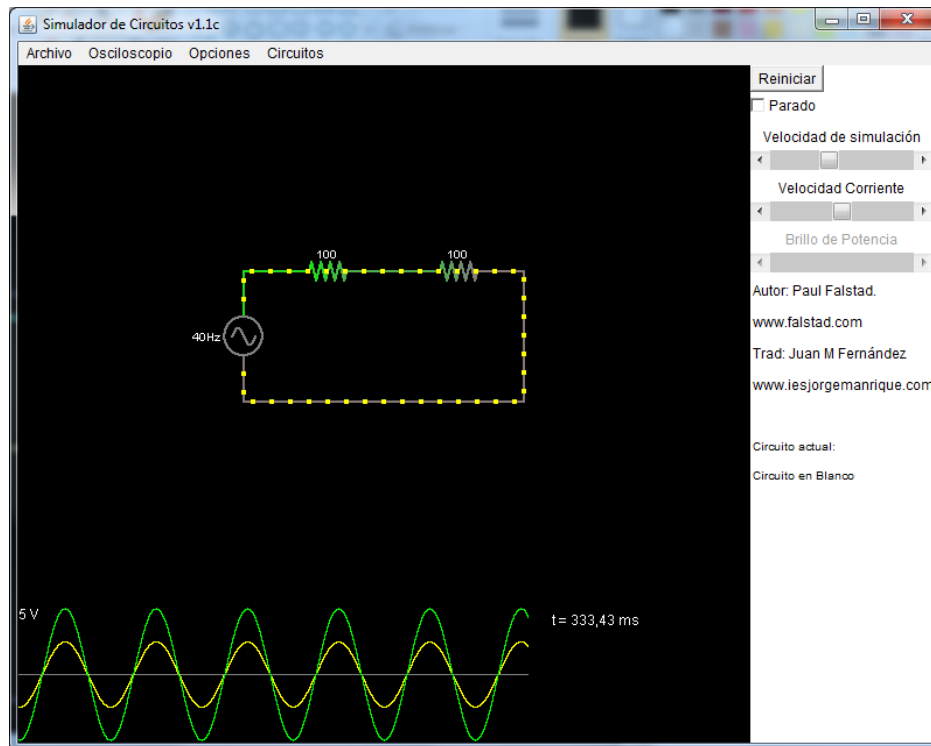 Simulador de Circuitos v1.1c
Archivo Osciloscopio Opciones Circuitos
Reiniciar
Parado
Velocidad de simulación
Velocidad Corriente
Brillo de Potencia
Autor: Paul Falstad.
www.falstad.com
Trad: Juan M Fernández
www.iesjorgemanrique.com
Circuito actual:
Circuito en Blanco
100 100
40Hz
5 V
t = 333,43 ms